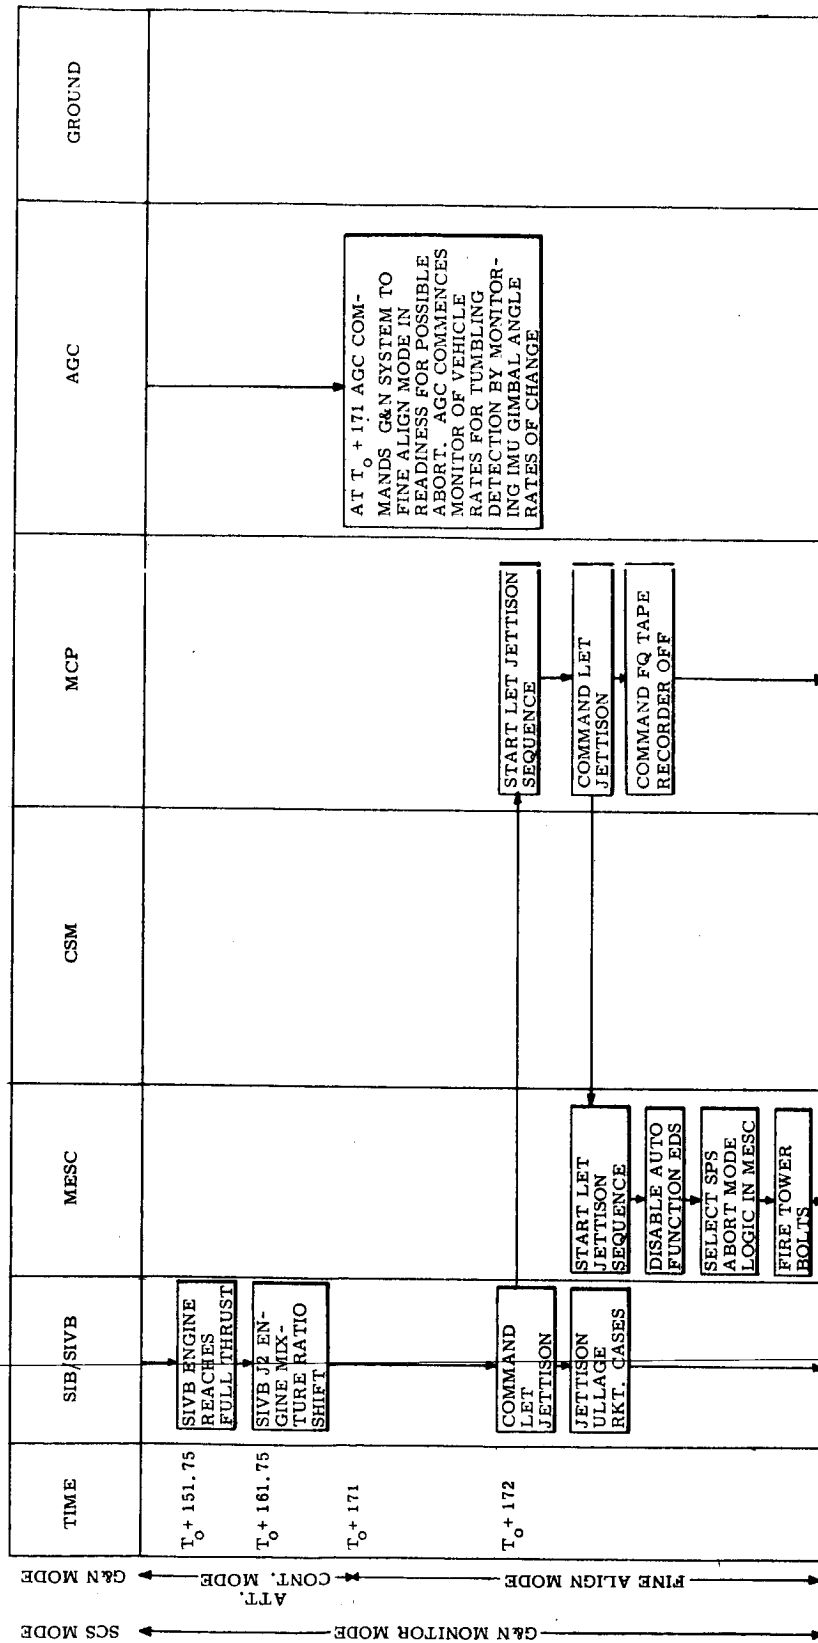 TIME
SIB/SIVB
MESC
CSM
MCP
AGC
GROUND
T₀ + 151.75
SIVB ENGINE
REACHES
FULL THRUST
T₀ + 161.75
SIVB J2 EN-
GINE MIX-
TURE RATIO
SHIFT
T₀ + 171
AT T₀ + 171 AGC COM-
MANDS G&N SYSTEM TO
FINE ALIGN MODE IN
READINESS FOR POSSIBLE
ABORT. AGC COMMENCES
MONITOR OF VEHICLE
RATES FOR TUMBLING
DETECTION BY MONITOR-
ING IMU GIMBAL ANGLE
RATES OF CHANGE
T₀ + 172
COMMAND
LET
JETTISON
START LET JETTISON
SEQUENCE
JETTISON
ULLAGE
RKT. CASES
START LET
JETTISON
SEQUENCE
COMMAND LET
JETTISON
DISABLE AUTO
FUNCTION EDS
COMMAND FQ TAPE
RECORDER OFF
SELECT SPS
ABORT MODE
LOGIC IN MESC
FIRE TOWER
BOLTS
G&N MODE
ATT.
CONT. MODE
FINE ALIGN MODE
SCS MODE
G&N MONITOR MODE